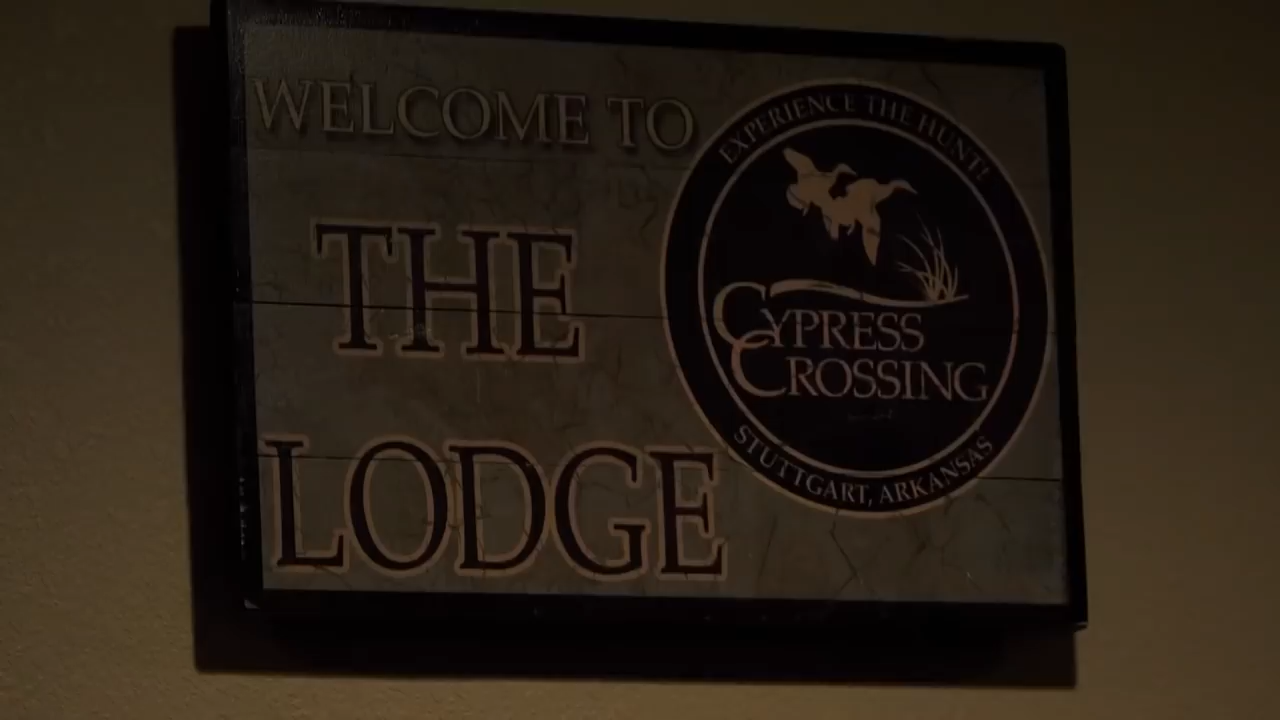 WELCOME TO
THE
LODGE
EXPERIENCE THE HUNT!
CYPRESS
CROSSING
STUTTGART, ARKANSAS